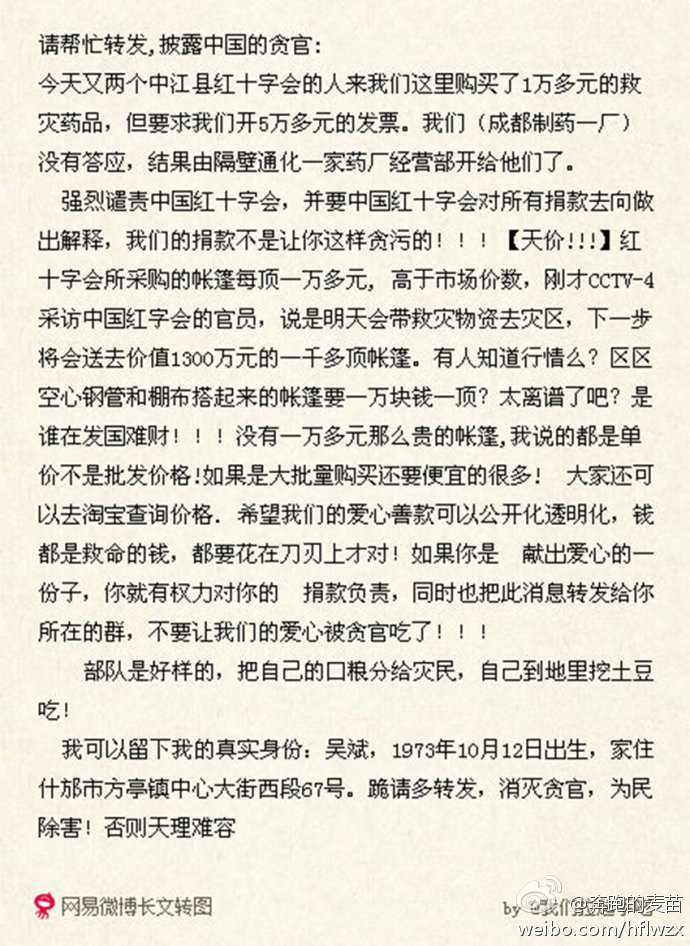 请帮忙转发,披露中国的贪官:
今天又两个中江县红十字会的人来我们这里购买了1万多元的救
灾药品，但要求我们开5万多元的发票。我们（成都制药一厂）
没有答应，结果由隔壁通化一家药厂经营部开给他们了。
强烈谴责中国红十字会，并要中国红十字会对所有捐款去向做
出解释，我们的捐款不是让你这样贪污的！！！【天价!!!】红
十字会所采购的帐篷每顶一万多元, 高于市场价数，刚才CCTV-4
采访中国红字会的官员，说是明天会带救灾物资去灾区，下一步
将会送去价值1300万元的一千多顶帐篷。有人知道行情么？区区
空心钢管和棚布搭起来的帐篷要一万块钱一顶？太离谱了吧？是
谁在发国难财！！！没有一万多元那么贵的帐篷,我说的都是单
价不是批发价格!如果是大批量购买还要便宜的很多! 大家还可
以去淘宝查询价格. 希望我们的爱心善款可以公开化透明化，钱
都是救命的钱，都要花在刀刃上才对！如果你是 献出爱心的一
份子，你就有权力对你的 捐款负责，同时也把此消息转发给你
所在的群，不要让我们的爱心被贪官吃了！！！
部队是好样的，把自己的口粮分给灾民，自己到地里挖土豆
吃!
我可以留下我的真实身份：吴斌，1973年10月12日出生，家住
什邡市方亭镇中心大街西段67号。跪请多转发，消灭贪官，为民
除害！否则天理难容
网易微博长文转图
by @我们
@奔跑的麦苗
weibo.com/hflwzx